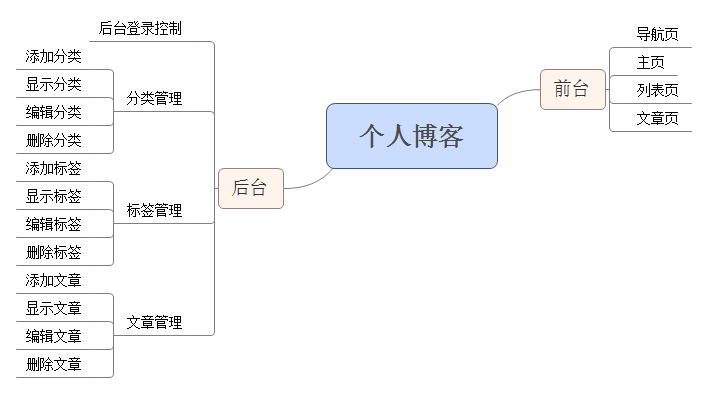 个人博客
前台
导航页
主页
列表页
文章页
后台
后台登录控制
分类管理
添加分类
显示分类
编辑分类
删除分类
标签管理
添加标签
显示标签
编辑标签
删除标签
文章管理
添加文章
显示文章
编辑文章
删除文章